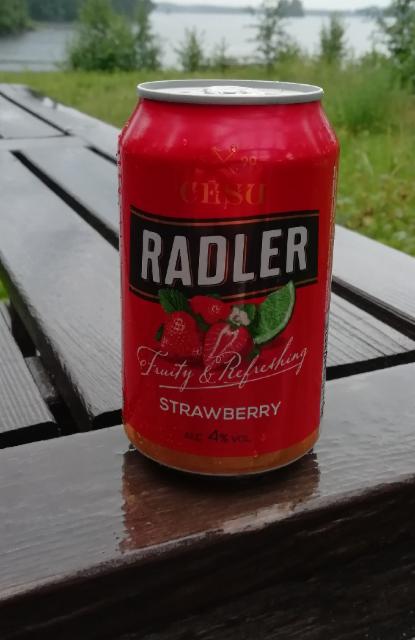 CĒSU
RADLER
Fruity & Refreshing
STRAWBERRY
ALC 4% VOL